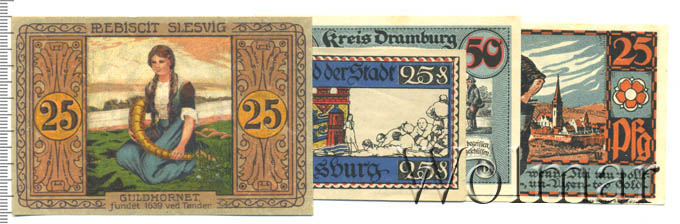 PLEBISCIT SLESVIG
25 25
GULDHORNET
fundet 1639 ved Tønder
Kreis Dramburg
50
der Stadt 25
sburg 25
25
Pfg
Wolmar